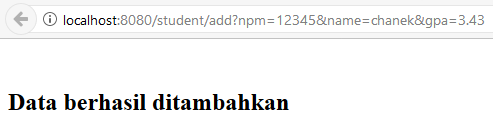 localhost:8080/student/add?npm=12345&name=chanek&gpa=3.43
Data berhasil ditambahkan